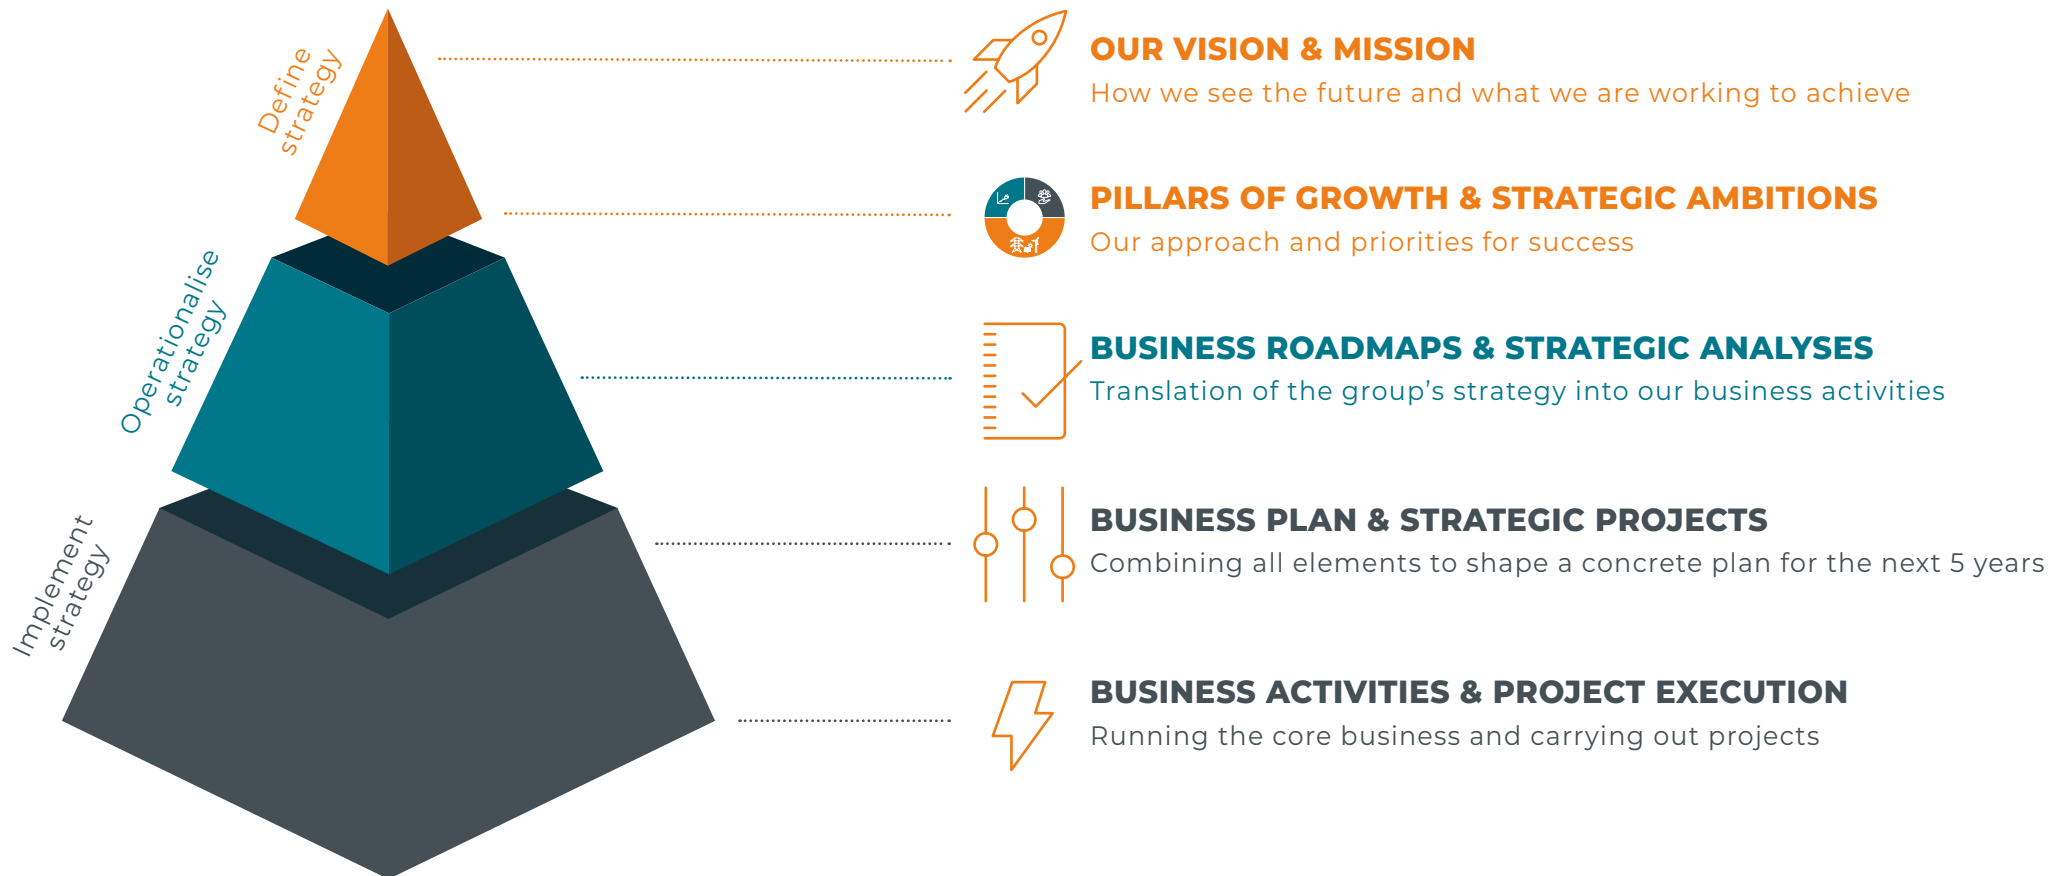 Define
strategy
OUR VISION & MISSION
How we see the future and what we are working to achieve
PILLARS OF GROWTH & STRATEGIC AMBITIONS
Our approach and priorities for success
Operationalise
strategy
BUSINESS ROADMAPS & STRATEGIC ANALYSES
Translation of the group’s strategy into our business activities
Implement
strategy
BUSINESS PLAN & STRATEGIC PROJECTS
Combining all elements to shape a concrete plan for the next 5 years
BUSINESS ACTIVITIES & PROJECT EXECUTION
Running the core business and carrying out projects